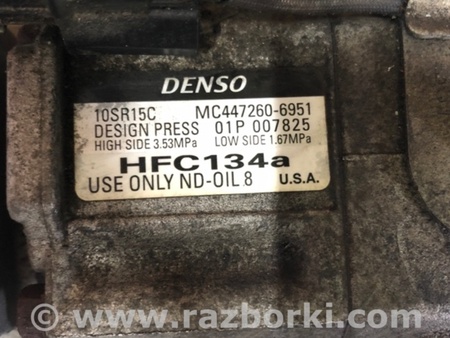 DENSO
10SR15C MC447260-6951
DESIGN PRESS 01P 007825
HIGH SIDE 3.53MPa LOW SIDE 1.67MPa
HFC134a
USE ONLY ND-OIL 8 U.S.A.
© www.razborki.com